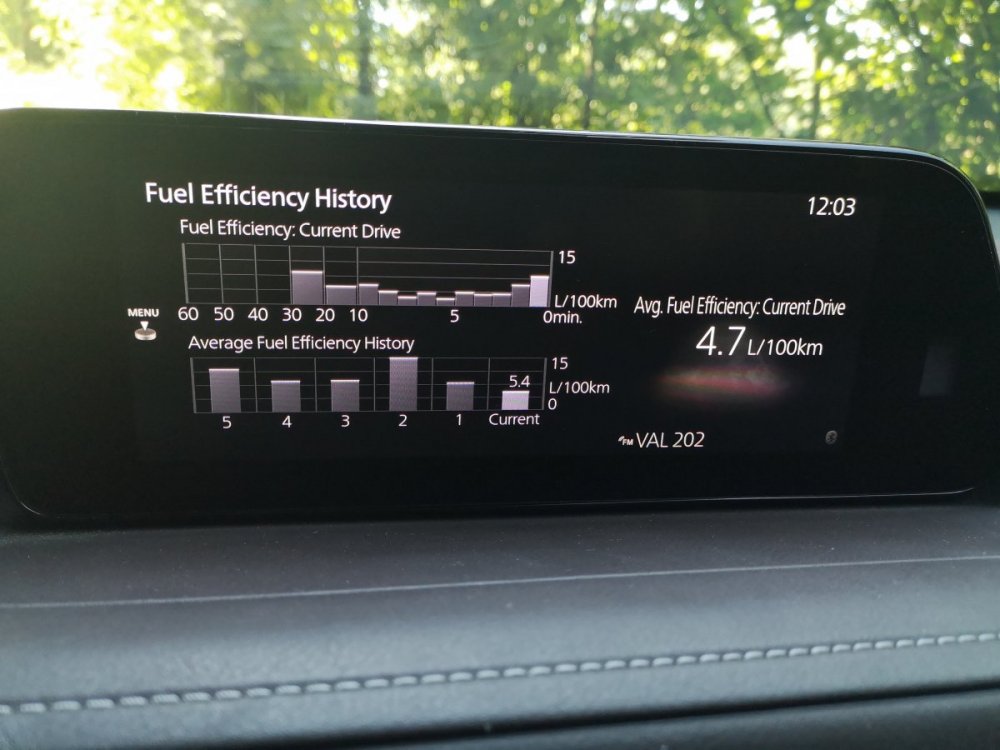 Fuel Efficiency History
12:03
Fuel Efficiency: Current Drive
15
L/100km
MENU
60 50 40 30 20 10 5 0min.
Avg. Fuel Efficiency: Current Drive
4.7 L/100km
Average Fuel Efficiency History
15
5.4
L/100km
0
5 4 3 2 1 Current
FM VAL 202